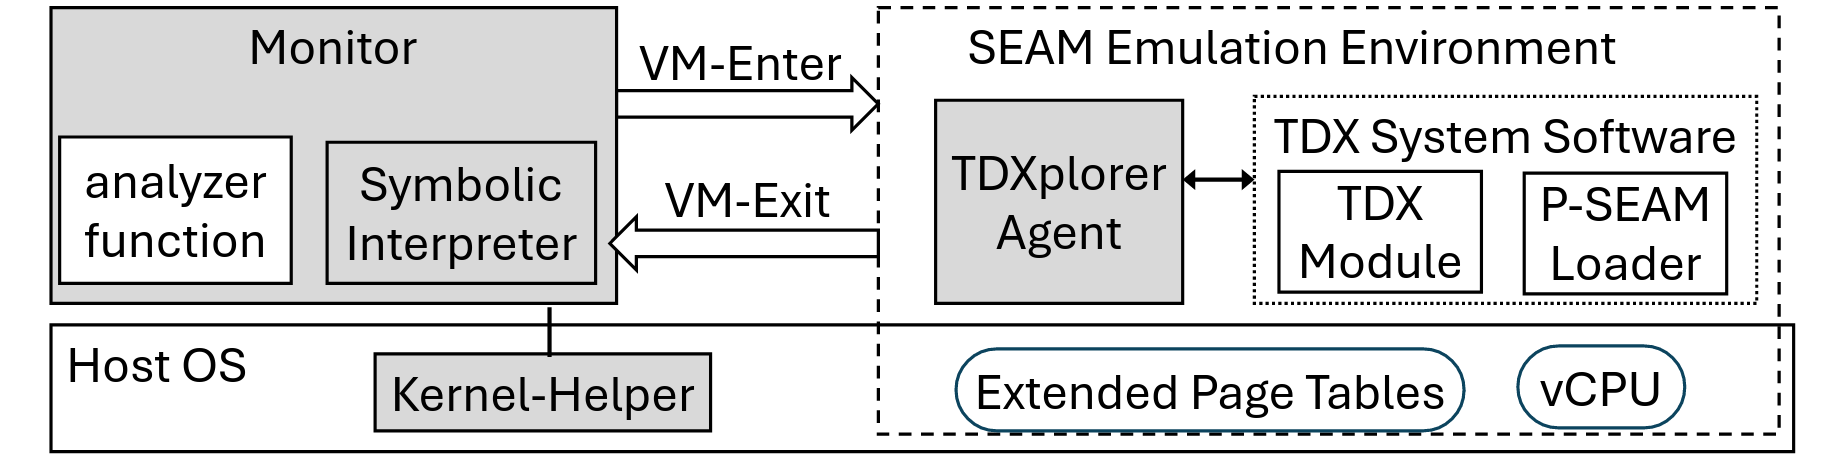 Monitor
analyzer
function
Symbolic
Interpreter
VM-Enter
VM-Exit
SEAM Emulation Environment
TDXplorer
Agent
TDX System Software
TDX
Module
P-SEAM
Loader
Host OS
Kernel-Helper
Extended Page Tables
vCPU